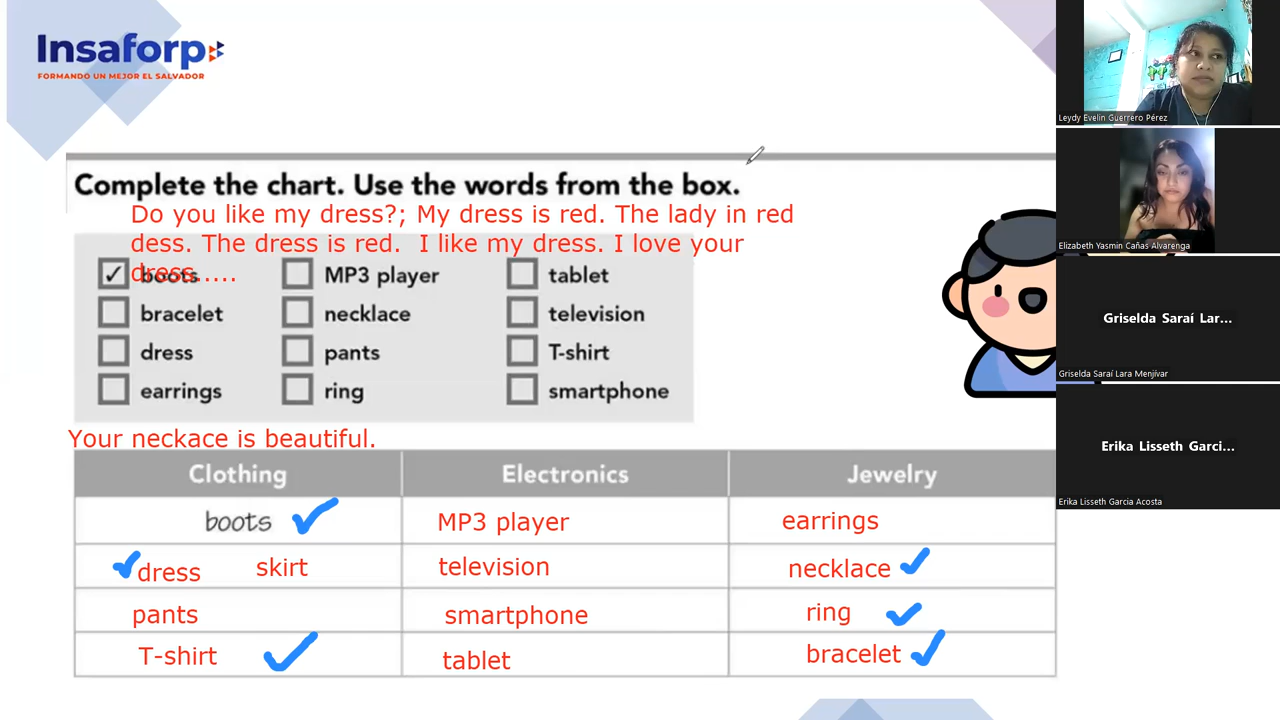 Insaforp
FORMANDO UN MEJOR EL SALVADOR
Complete the chart. Use the words from the box.
Do you like my dress?; My dress is red. The lady in red
dess. The dress is red. I like my dress. I love your
dress.....
✓ boots
MP3 player
tablet
bracelet
necklace
television
dress
pants
T-shirt
earrings
ring
smartphone
Your neckace is beautiful.
Clothing
Electronics
Jewelry
boots
MP3 player
earrings
dress skirt
television
necklace
pants
smartphone
ring
T-shirt
tablet
bracelet
Leydy Evelin Guerrero Pérez
Elizabeth Yasmin Cañas Alvarenga
Griselda Saraí Lar...
Griselda Saraí Lara Menjívar
Erika Lisseth Garci...
Erika Lisseth Garcia Acosta